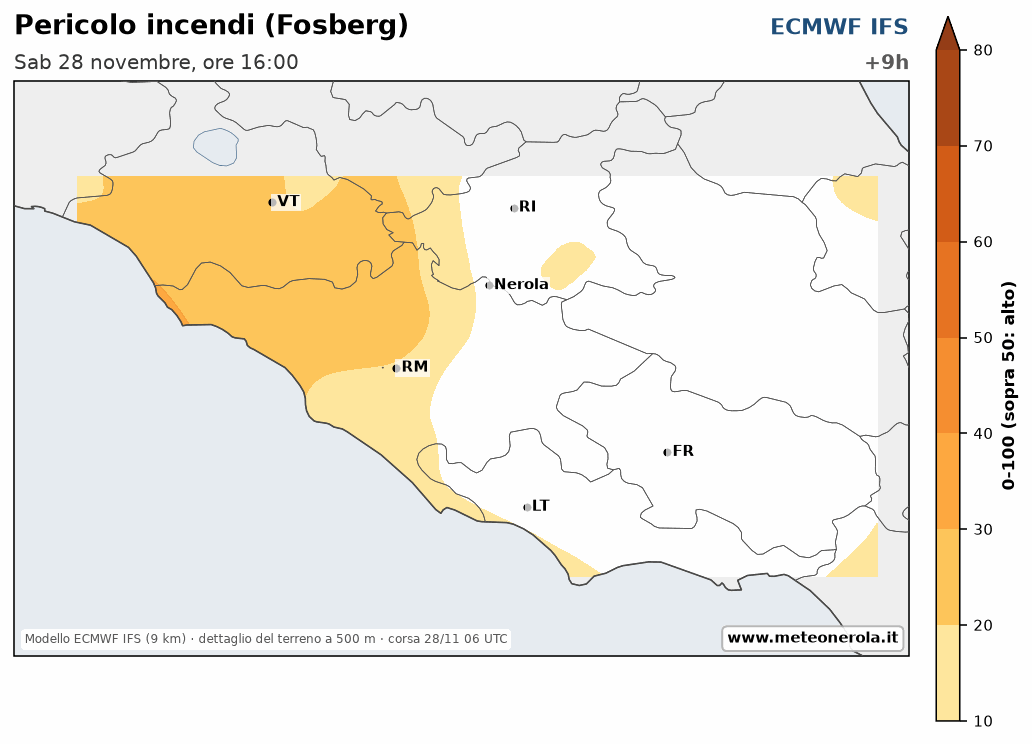 Pericolo incendi (Fosberg)
ECMWF IFS
Sab 28 novembre, ore 16:00
+9h
VT
RI
Nerola
RM
FR
LT
80
70
60
50
40
30
20
10
0-100 (sopra 50: alto)
Modello ECMWF IFS (9 km) · dettaglio del terreno a 500 m · corsa 28/11 06 UTC
www.meteonerola.it